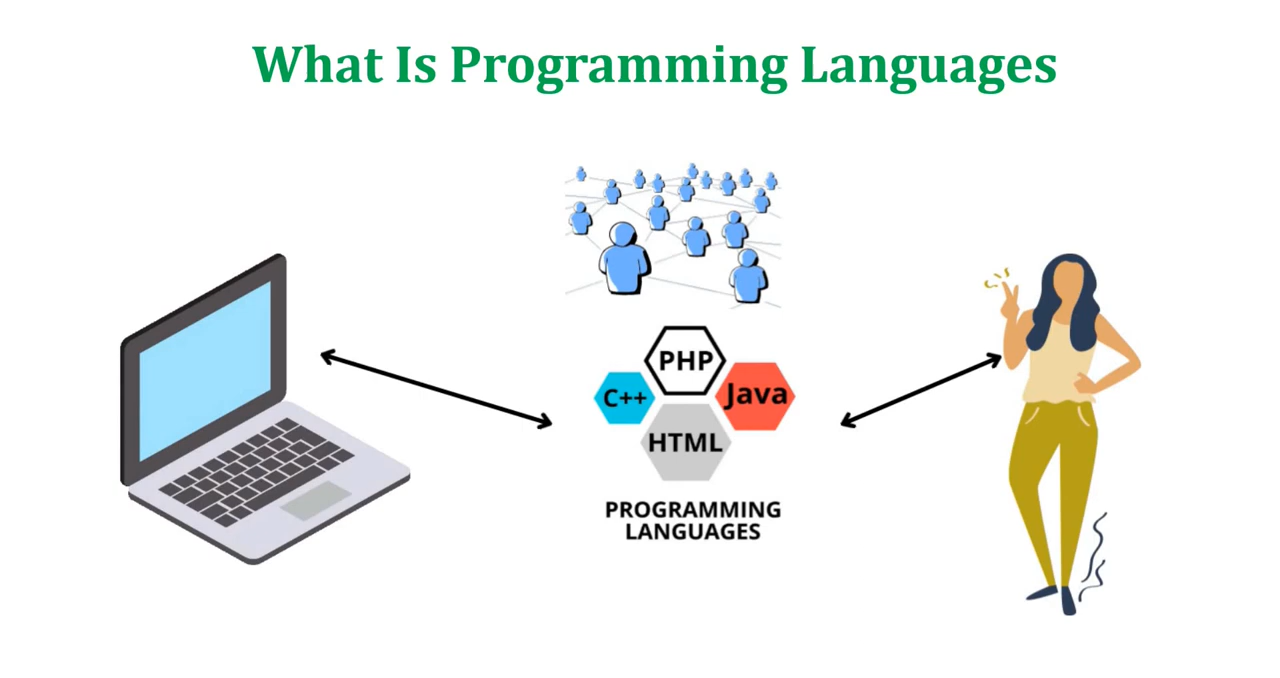 What Is Programming Languages
PHP
C++
Java
HTML
PROGRAMMING
LANGUAGES